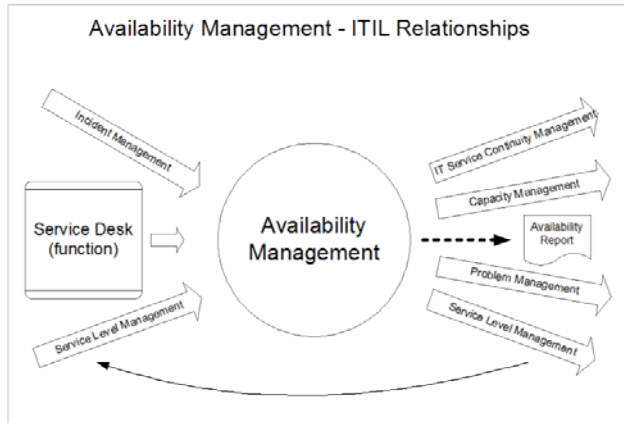 Availability Management - ITIL Relationships
Incident Management
Service Desk
(function)
Service Level Management
Availability
Management
IT Service Continuity Management
Capacity Management
Availability
Report
Problem Management
Service Level Management